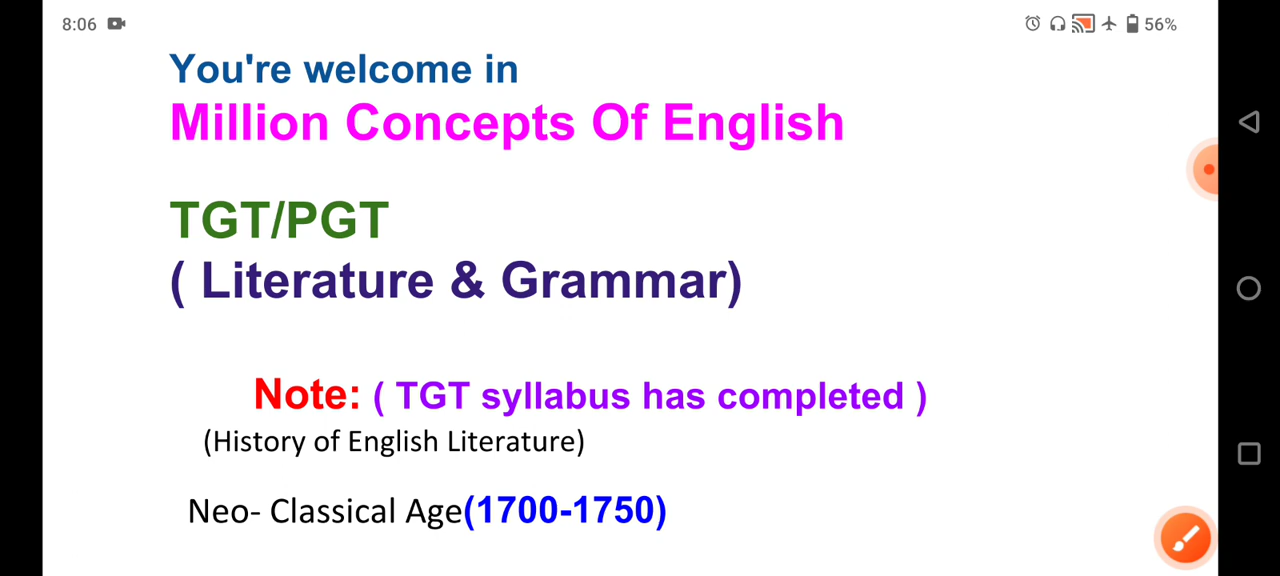 8:06 56%
You're welcome in
Million Concepts Of English
TGT/PGT
( Literature & Grammar)
Note: ( TGT syllabus has completed )
(History of English Literature)
Neo- Classical Age(1700-1750)